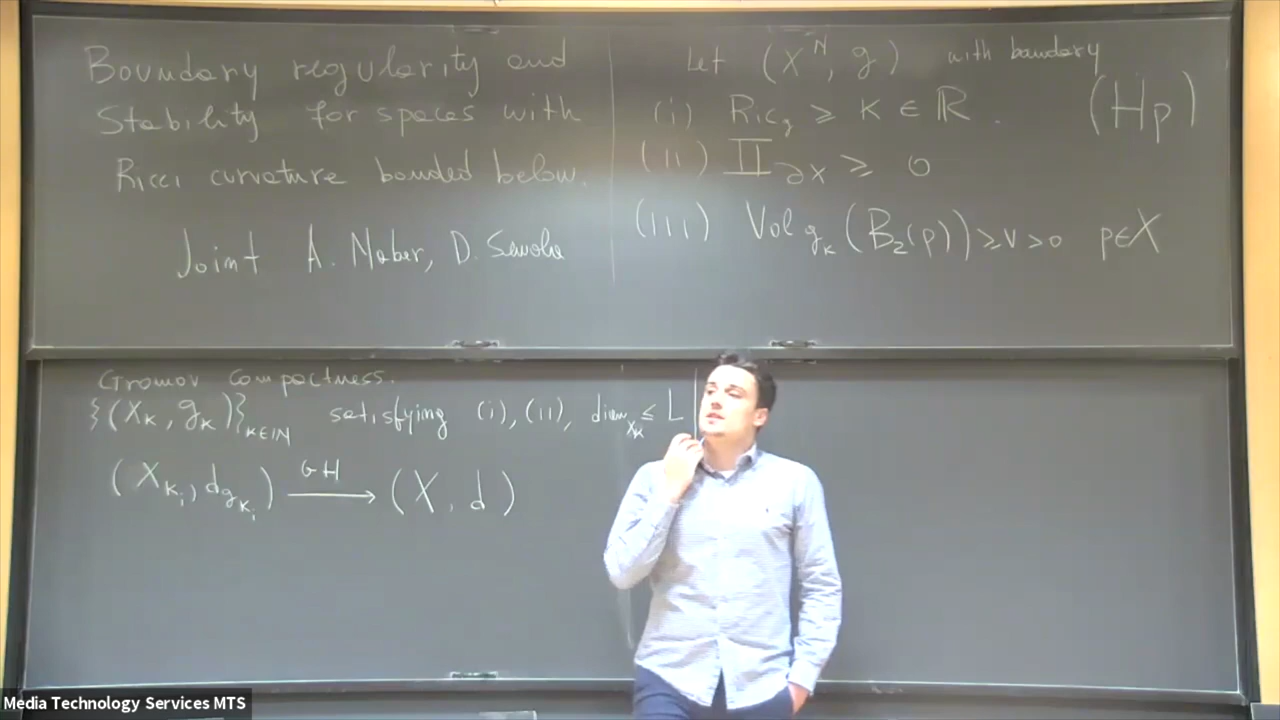 Boundary regularity and
Stability for spaces with
Ricci curvature bounded below.
Joint A. Naber, D. Semola
Let (X^N, g) with boundary
(i) Ric_g ≥ K ∈ ℝ. (Hp)
(ii) II_∂X ≥ 0
(iii) Vol_{g_k}(B_2(p)) ≥ v > 0 p∈X
Gromov Compactness.
{(X_k, g_k)}_{k∈ℕ} satisfying (i), (ii), diam_{X_k} ≤ L
(X_{k_i}, d_{g_{k_i}}) GH → (X, d)
Media Technology Services MTS